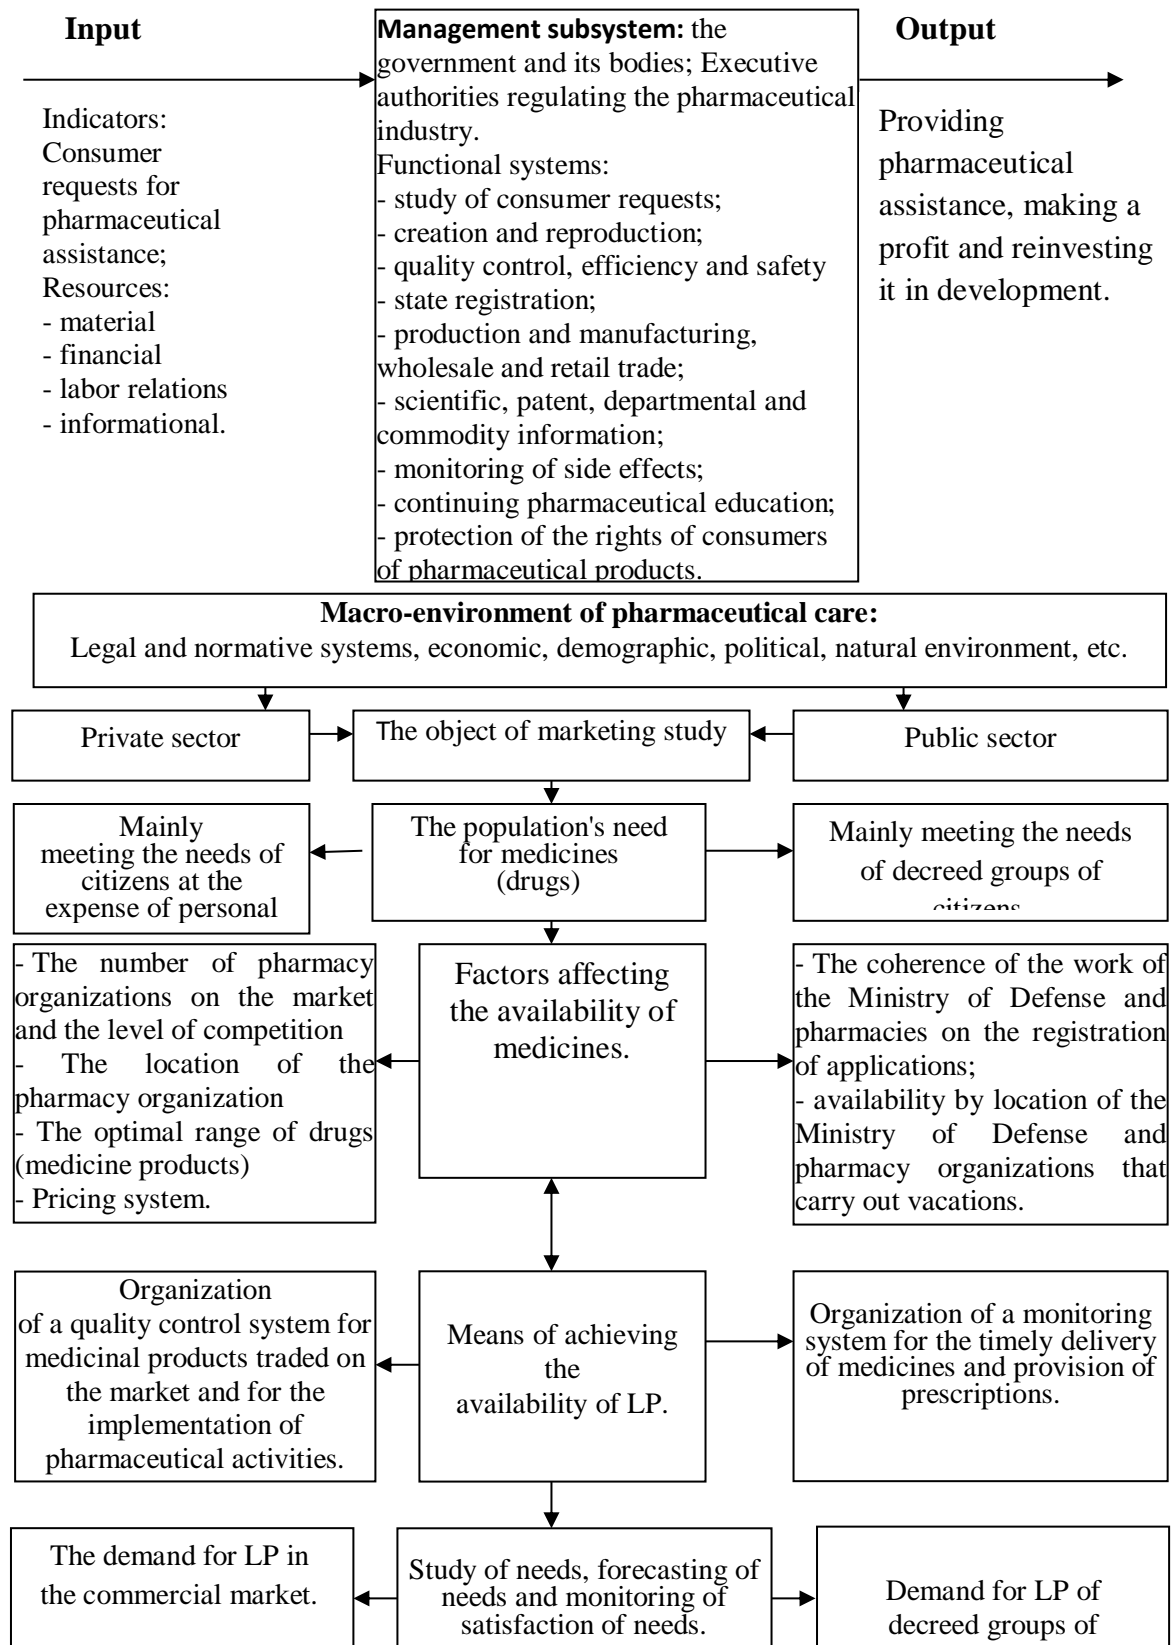 Input
Indicators:
Consumer
requests for
pharmaceutical
assistance;
Resources:
- material
- financial
- labor relations
- informational.
Management subsystem: the
government and its bodies; Executive
authorities regulating the pharmaceutical
industry.
Functional systems:
- study of consumer requests;
- creation and reproduction;
- quality control, efficiency and safety
- state registration;
- production and manufacturing,
wholesale and retail trade;
- scientific, patent, departmental and
commodity information;
- monitoring of side effects;
- continuing pharmaceutical education;
- protection of the rights of consumers
of pharmaceutical products.
Output
Providing
pharmaceutical
assistance, making a
profit and reinvesting
it in development.
Macro-environment of pharmaceutical care:
Legal and normative systems, economic, demographic, political, natural environment, etc.
Private sector
The object of marketing study
Public sector
Mainly
meeting the needs of
citizens at the
expense of personal
The population's need
for medicines
(drugs)
Mainly meeting the needs
of decreed groups of
citizens
- The number of pharmacy
organizations on the market
and the level of competition
- The location of the
pharmacy organization
- The optimal range of drugs
(medicine products)
- Pricing system.
Factors affecting
the availability of
medicines.
- The coherence of the work of
the Ministry of Defense and
pharmacies on the registration
of applications;
- availability by location of the
Ministry of Defense and
pharmacy organizations that
carry out vacations.
Organization
of a quality control system for
medicinal products traded on
the market and for the
implementation of
pharmaceutical activities.
Means of achieving
the
availability of LP.
Organization of a monitoring
system for the timely delivery
of medicines and provision of
prescriptions.
The demand for LP in
the commercial market.
Study of needs, forecasting of
needs and monitoring of
satisfaction of needs.
Demand for LP of
decreed groups of